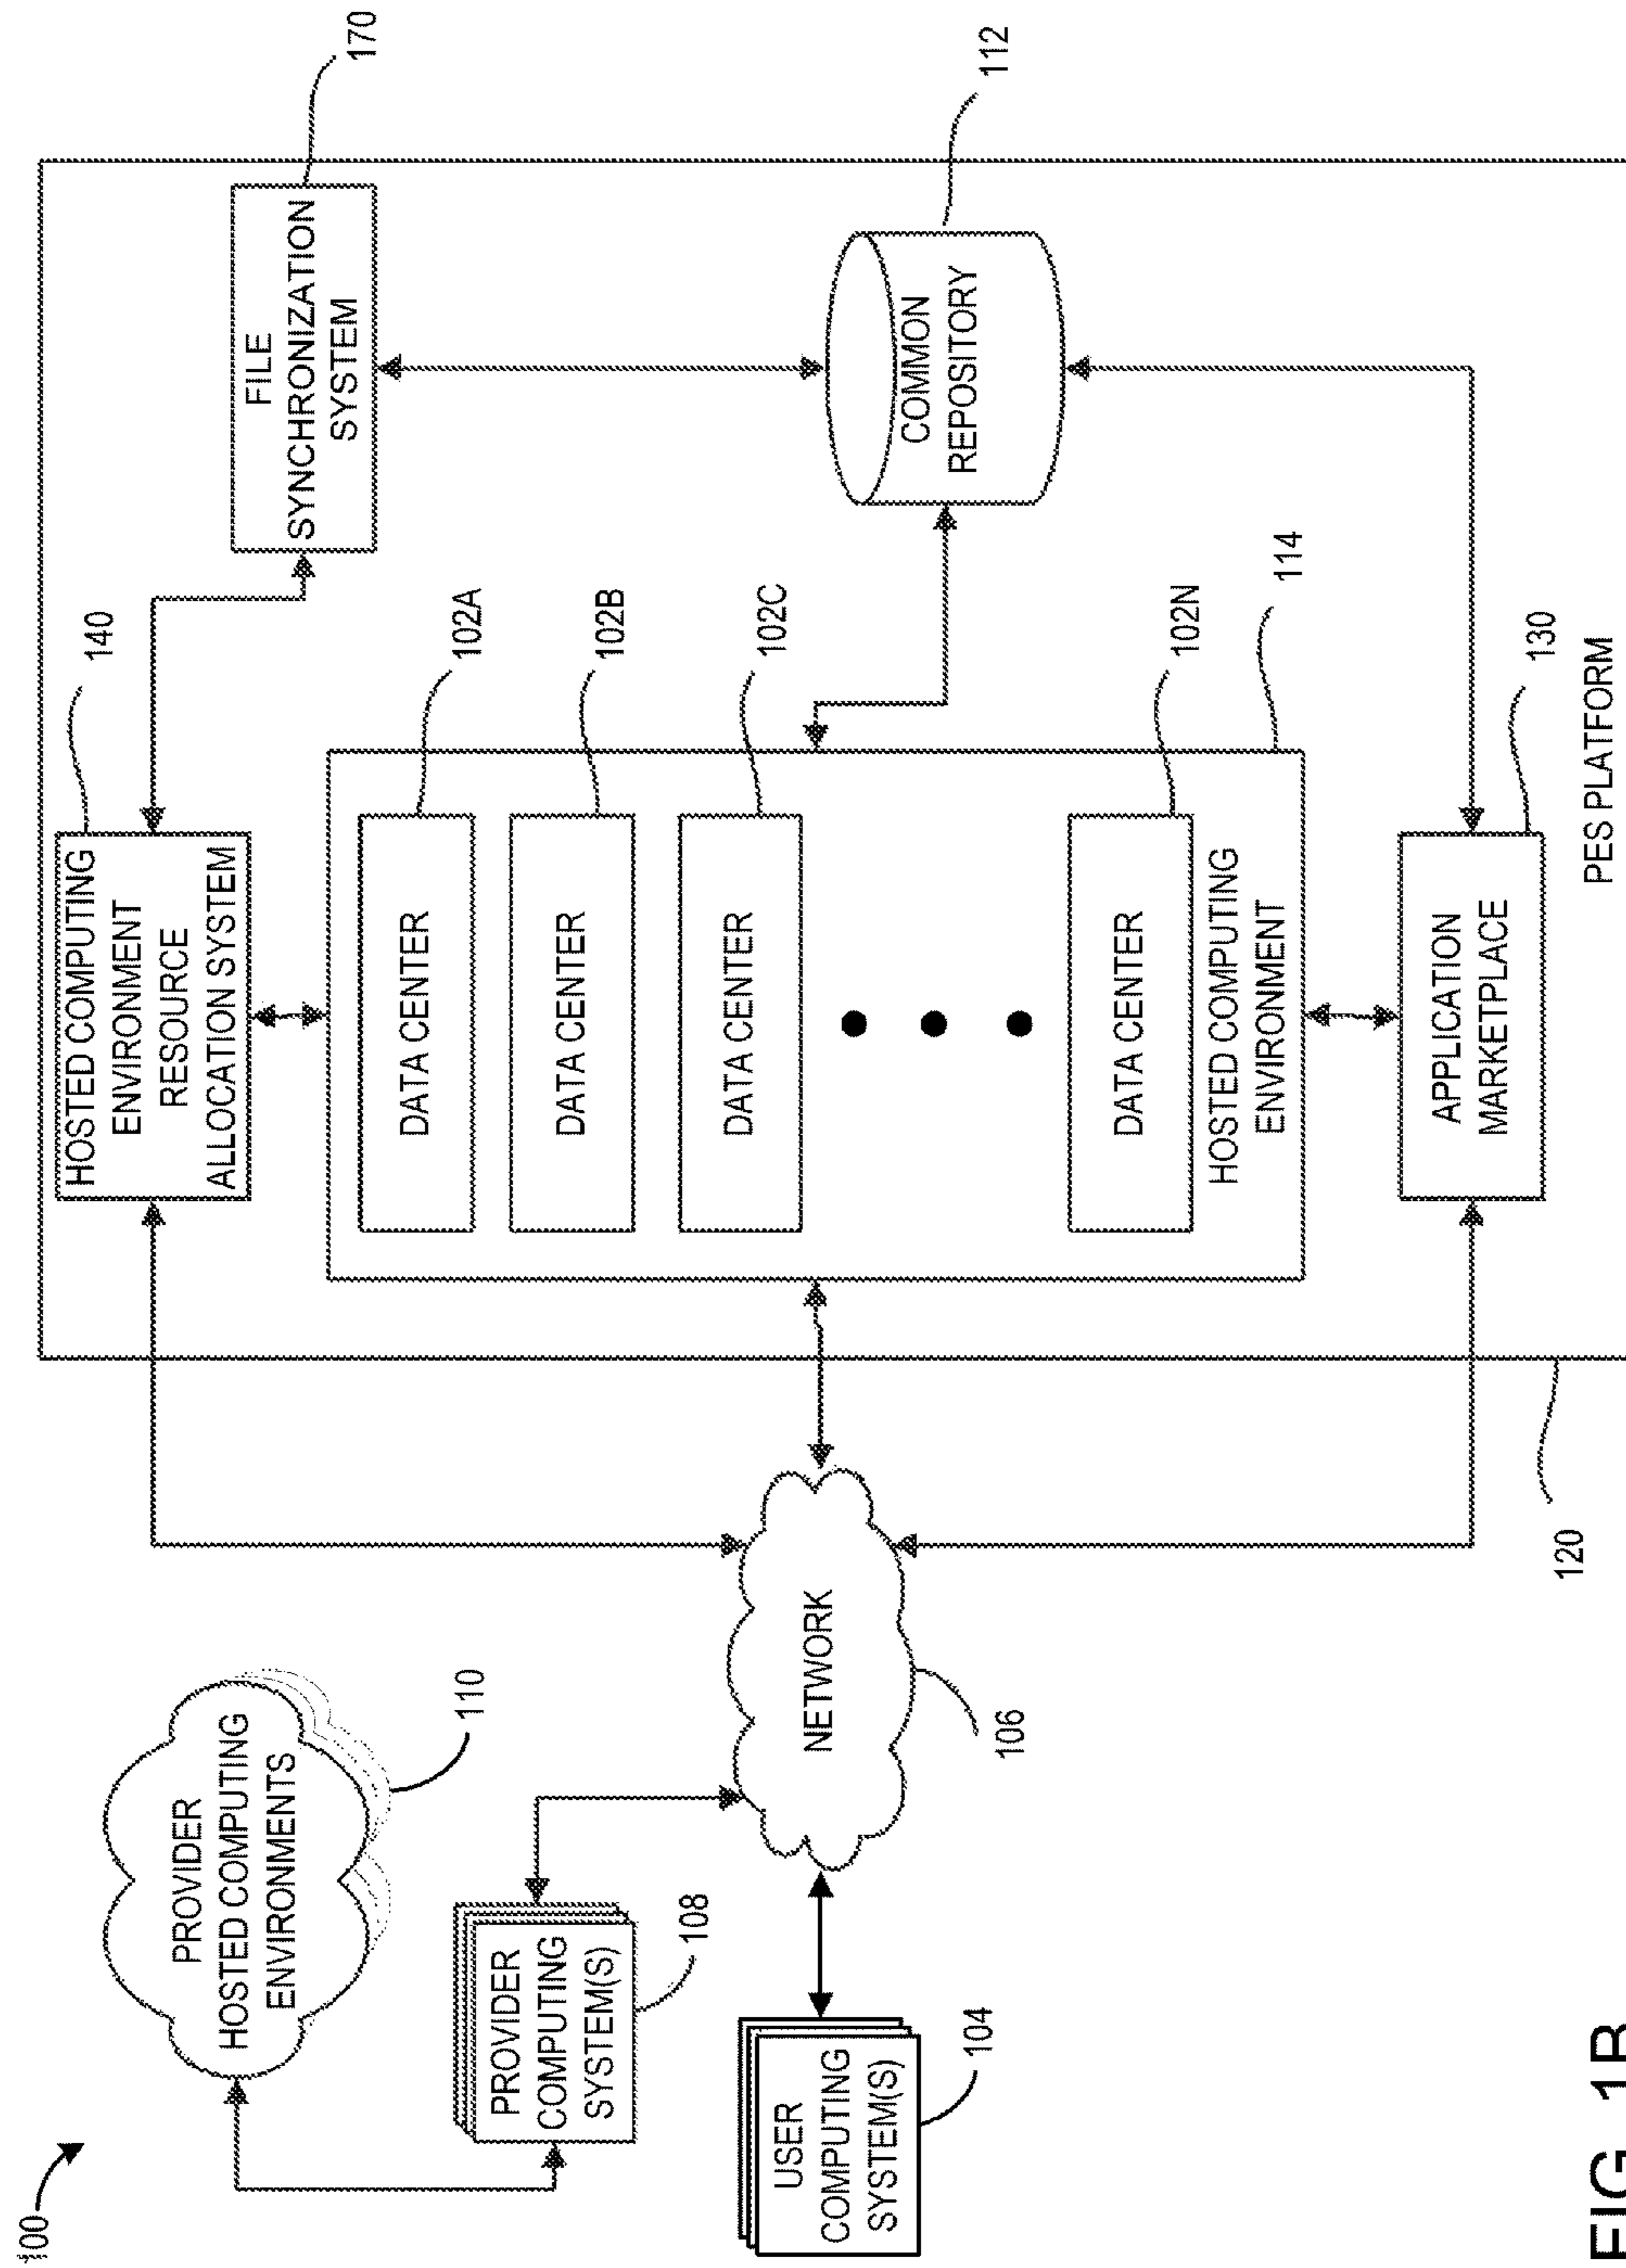 100
PROVIDER
HOSTED COMPUTING
ENVIRONMENTS
110
PROVIDER
COMPUTING
SYSTEM(S)
108
USER
COMPUTING
SYSTEM(S)
104
NETWORK
106
120
HOSTED COMPUTING
ENVIRONMENT
RESOURCE
ALLOCATION SYSTEM
140
DATA CENTER
102A
DATA CENTER
102B
DATA CENTER
102C
DATA CENTER
102N
HOSTED COMPUTING
ENVIRONMENT
114
APPLICATION
MARKETPLACE
130
PES PLATFORM
FILE
SYNCHRONIZATION
SYSTEM
170
COMMON
REPOSITORY
112
FIG. 1B